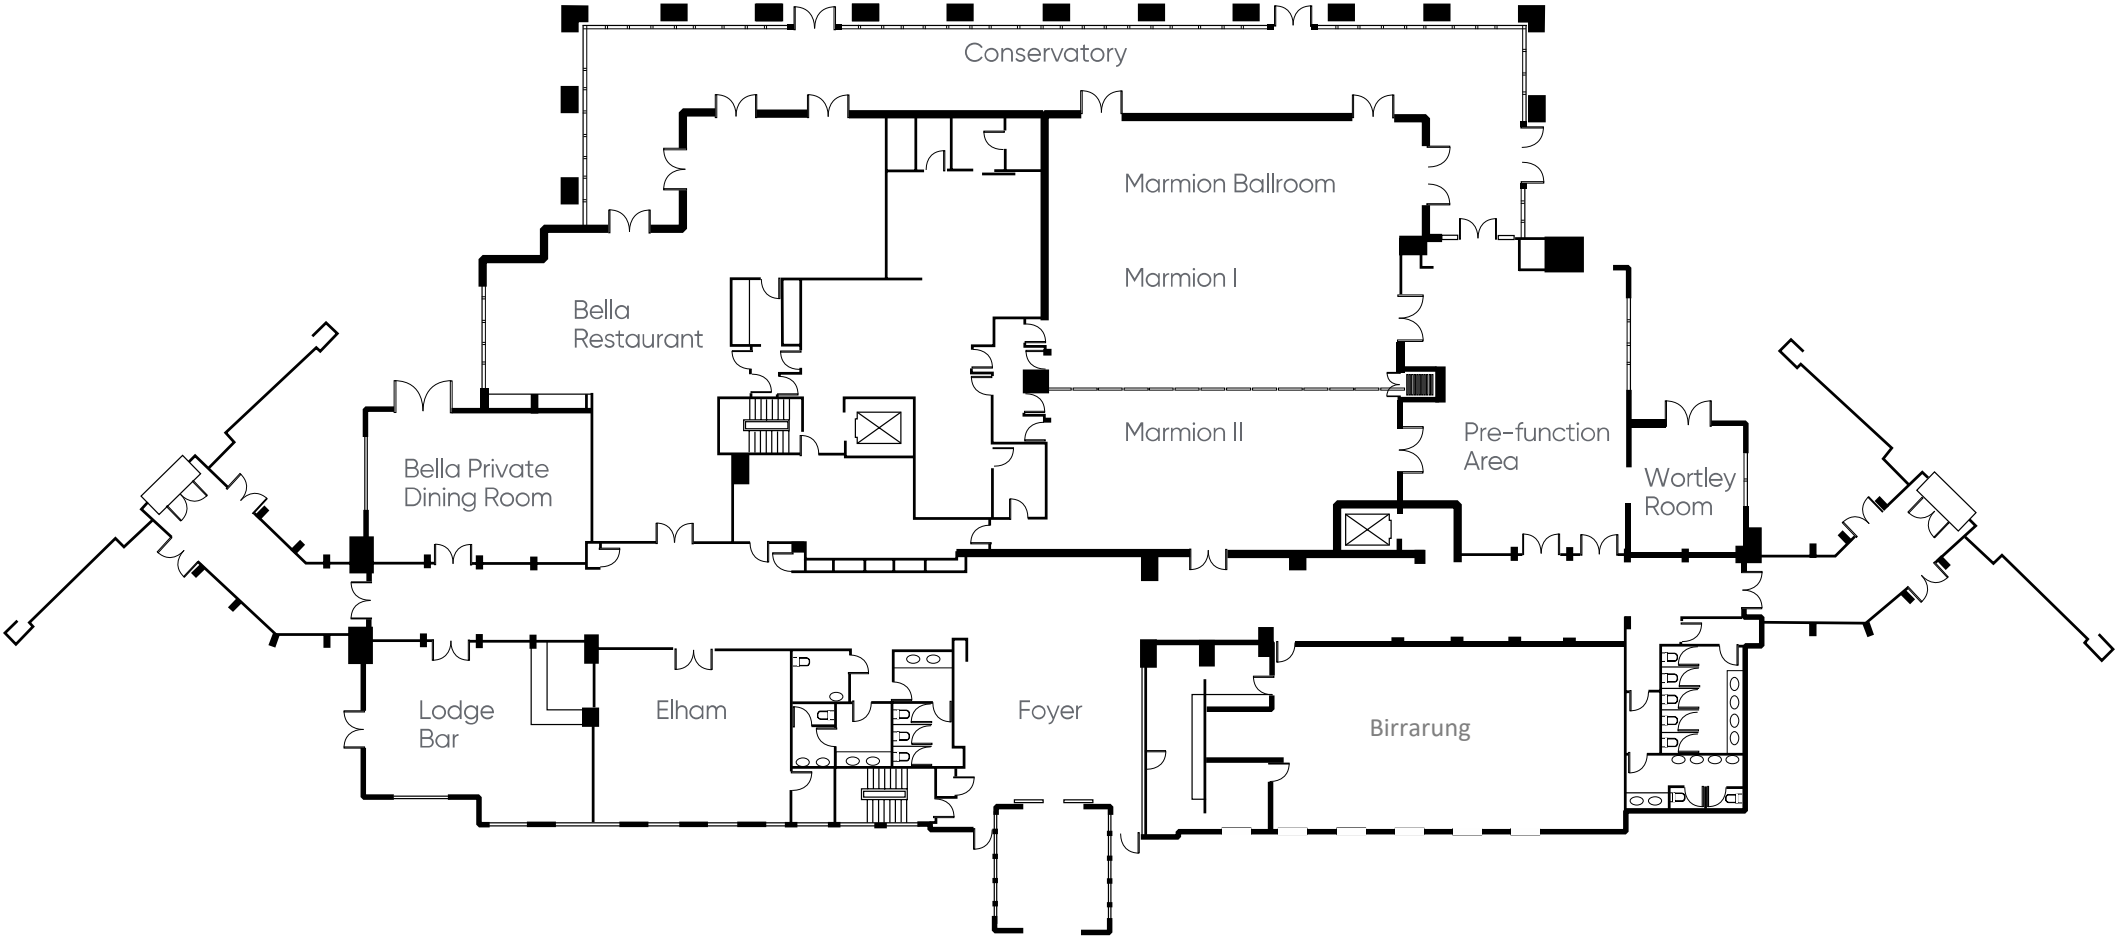 Conservatory
Marmion Ballroom
Marmion I
Bella
Restaurant
Marmion II
Pre-function
Area
Bella Private
Dining Room
Wortley
Room
Lodge
Bar
Elham
Foyer
Birrarung